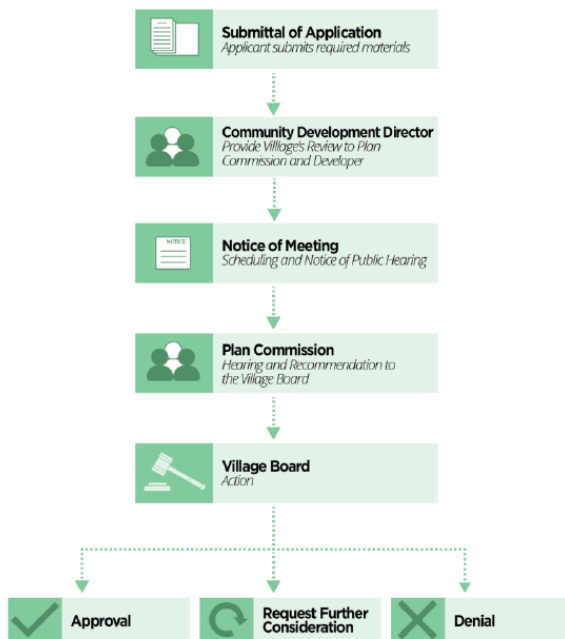 Submittal of Application
Applicant submits required materials
Community Development Director
Provide Villlage's Review to Plan
Commission and Developer
NOTICE
Notice of Meeting
Scheduling and Notice of Public Hearing
Plan Commission
Hearing and Recommendation to
the Village Board
Village Board
Action
Approval
Request Further
Consideration
Denial